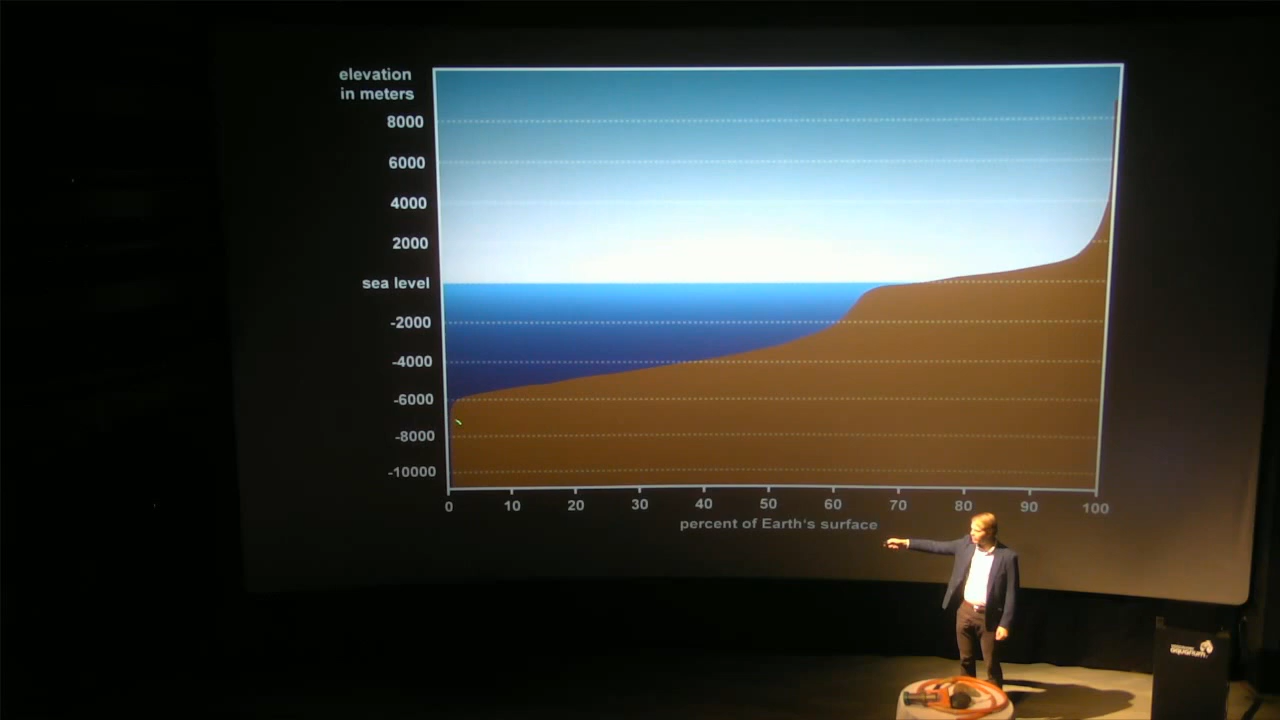 elevation
in meters
8000
6000
4000
2000
sea level
-2000
-4000
-6000
-8000
-10000
0 10 20 30 40 50 60 70 80 90 100
percent of Earth's surface
aquarium